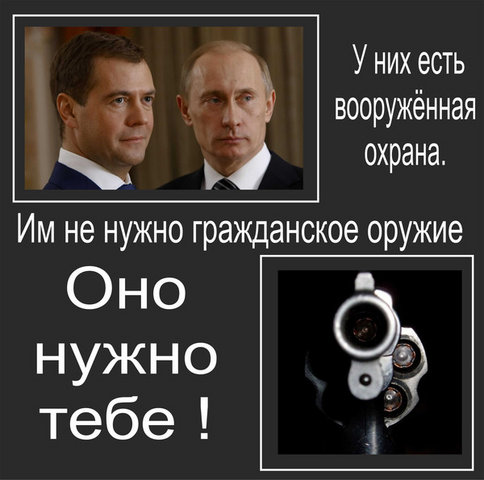 У них есть
вооружённая
охрана.
Им не нужно гражданское оружие
Оно
нужно
тебе !